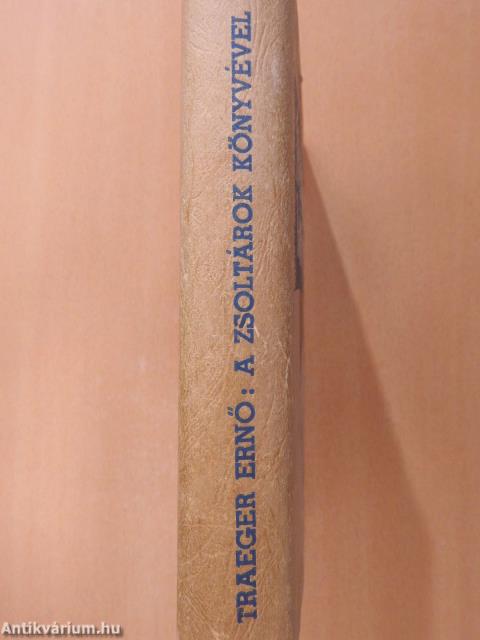 TRAEGER ERNŐ: A ZSOLTÁROK KÖNYVÉVEL
Antikvárium.hu